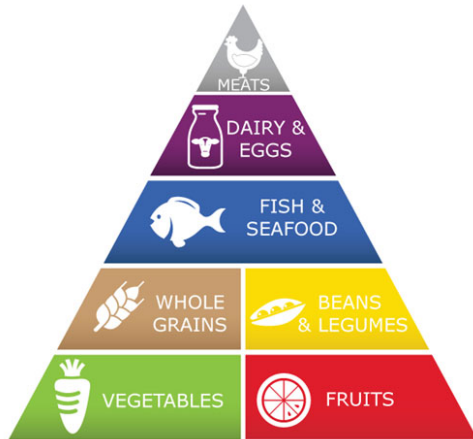 MEATS
DAIRY &
EGGS
FISH &
SEAFOOD
WHOLE
GRAINS
BEANS
& LEGUMES
VEGETABLES
FRUITS